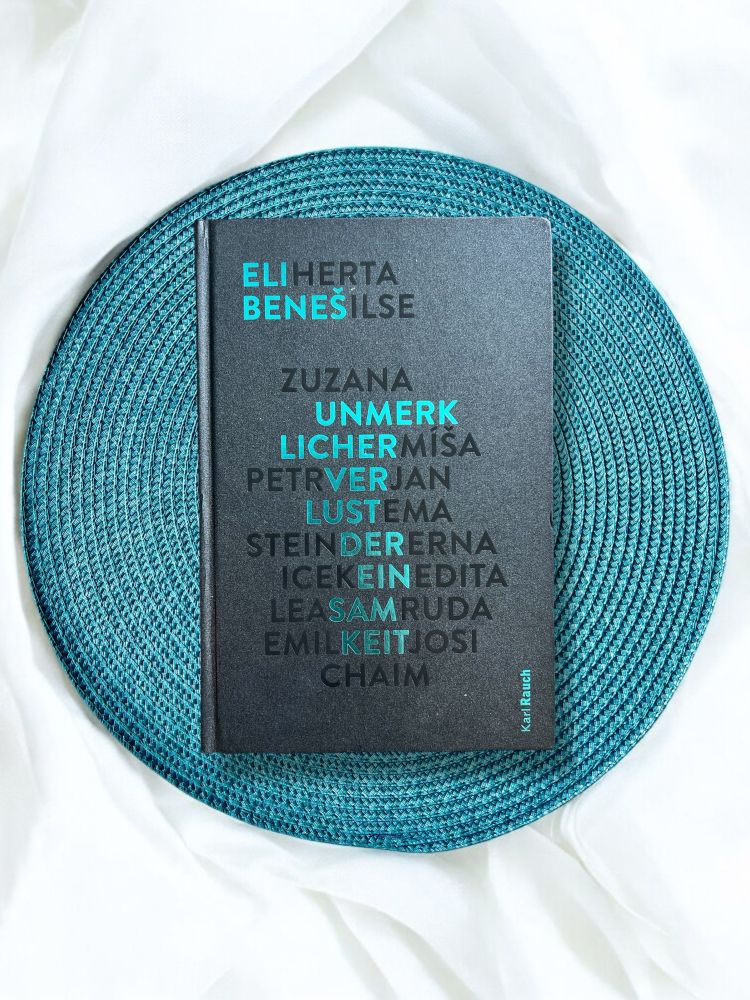 ELIHERTA
BENEŠILSE
ZUZANA
UNMERK
LICHERMÍŠA
PETRVERJAN
LUSTEMA
STEINDERERNA
ICEKEINEDITA
LEASAMRUDA
EMILKEITJOSI
CHAIM
Karl Rauch